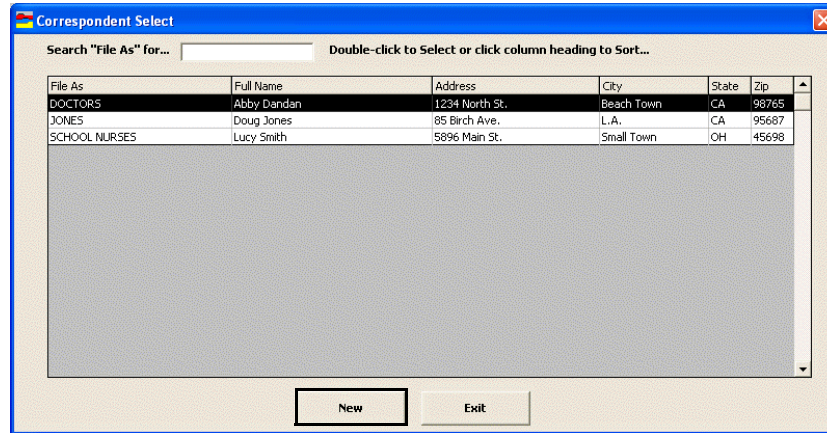 Correspondent Select
Search "File As" for... Double-click to Select or click column heading to Sort...
File As Full Name Address City State Zip
DOCTORS Abby Dandan 1234 North St. Beach Town CA 98765
JONES Doug Jones 85 Birch Ave. L.A. CA 95687
SCHOOL NURSES Lucy Smith 5896 Main St. Small Town OH 45698
New Exit